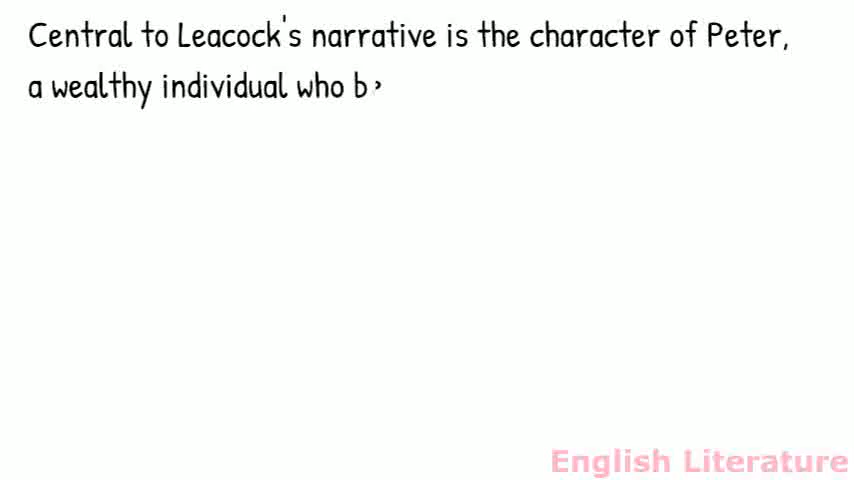 Central to Leacock's narrative is the character of Peter,
a wealthy individual who b
English Literature